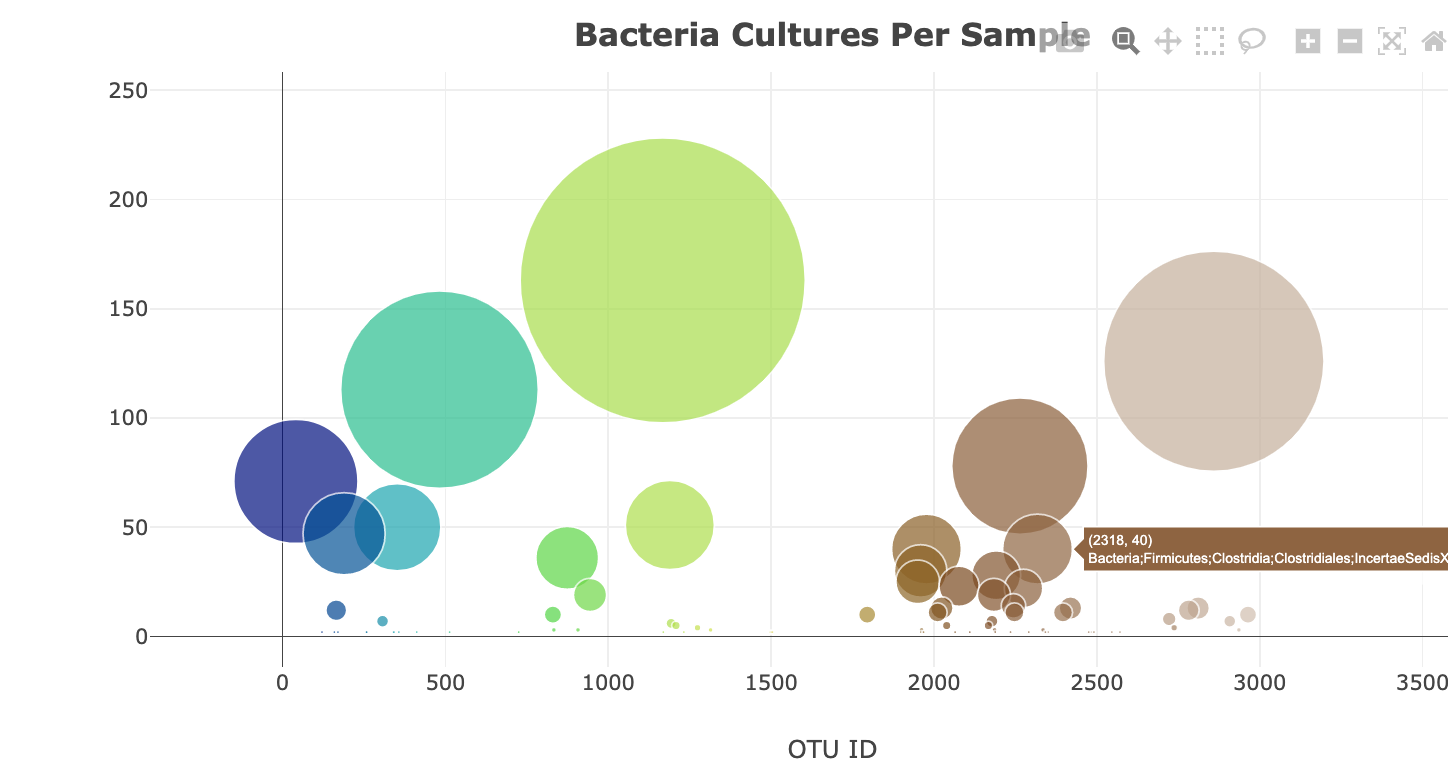 Bacteria Cultures Per Sample
250
200
150
100
50
0
(2318, 40)
Bacteria;Firmicutes;Clostridia;Clostridiales;IncertaeSedisX
0 500 1000 1500 2000 2500 3000 3500
OTU ID